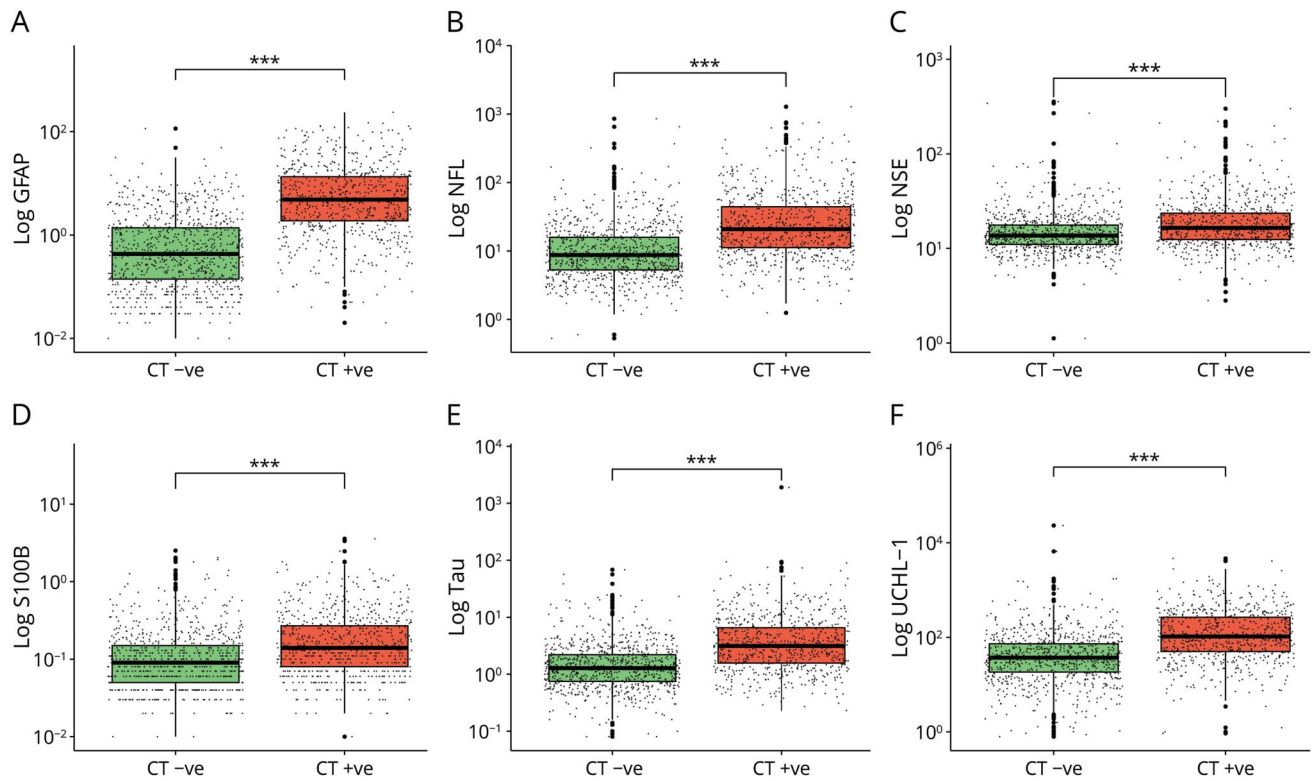 A
Log GFAP
10²
10⁰
10⁻²
***
CT −ve
CT +ve
B
Log NFL
10⁴
10³
10²
10¹
10⁰
***
CT −ve
CT +ve
C
Log NSE
10³
10²
10¹
10⁰
***
CT −ve
CT +ve
D
Log S100B
10¹
10⁰
10⁻¹
10⁻²
***
CT −ve
CT +ve
E
Log Tau
10⁴
10³
10²
10¹
10⁰
10⁻¹
***
CT −ve
CT +ve
F
Log UCHL−1
10⁶
10⁴
10²
10⁰
***
CT −ve
CT +ve